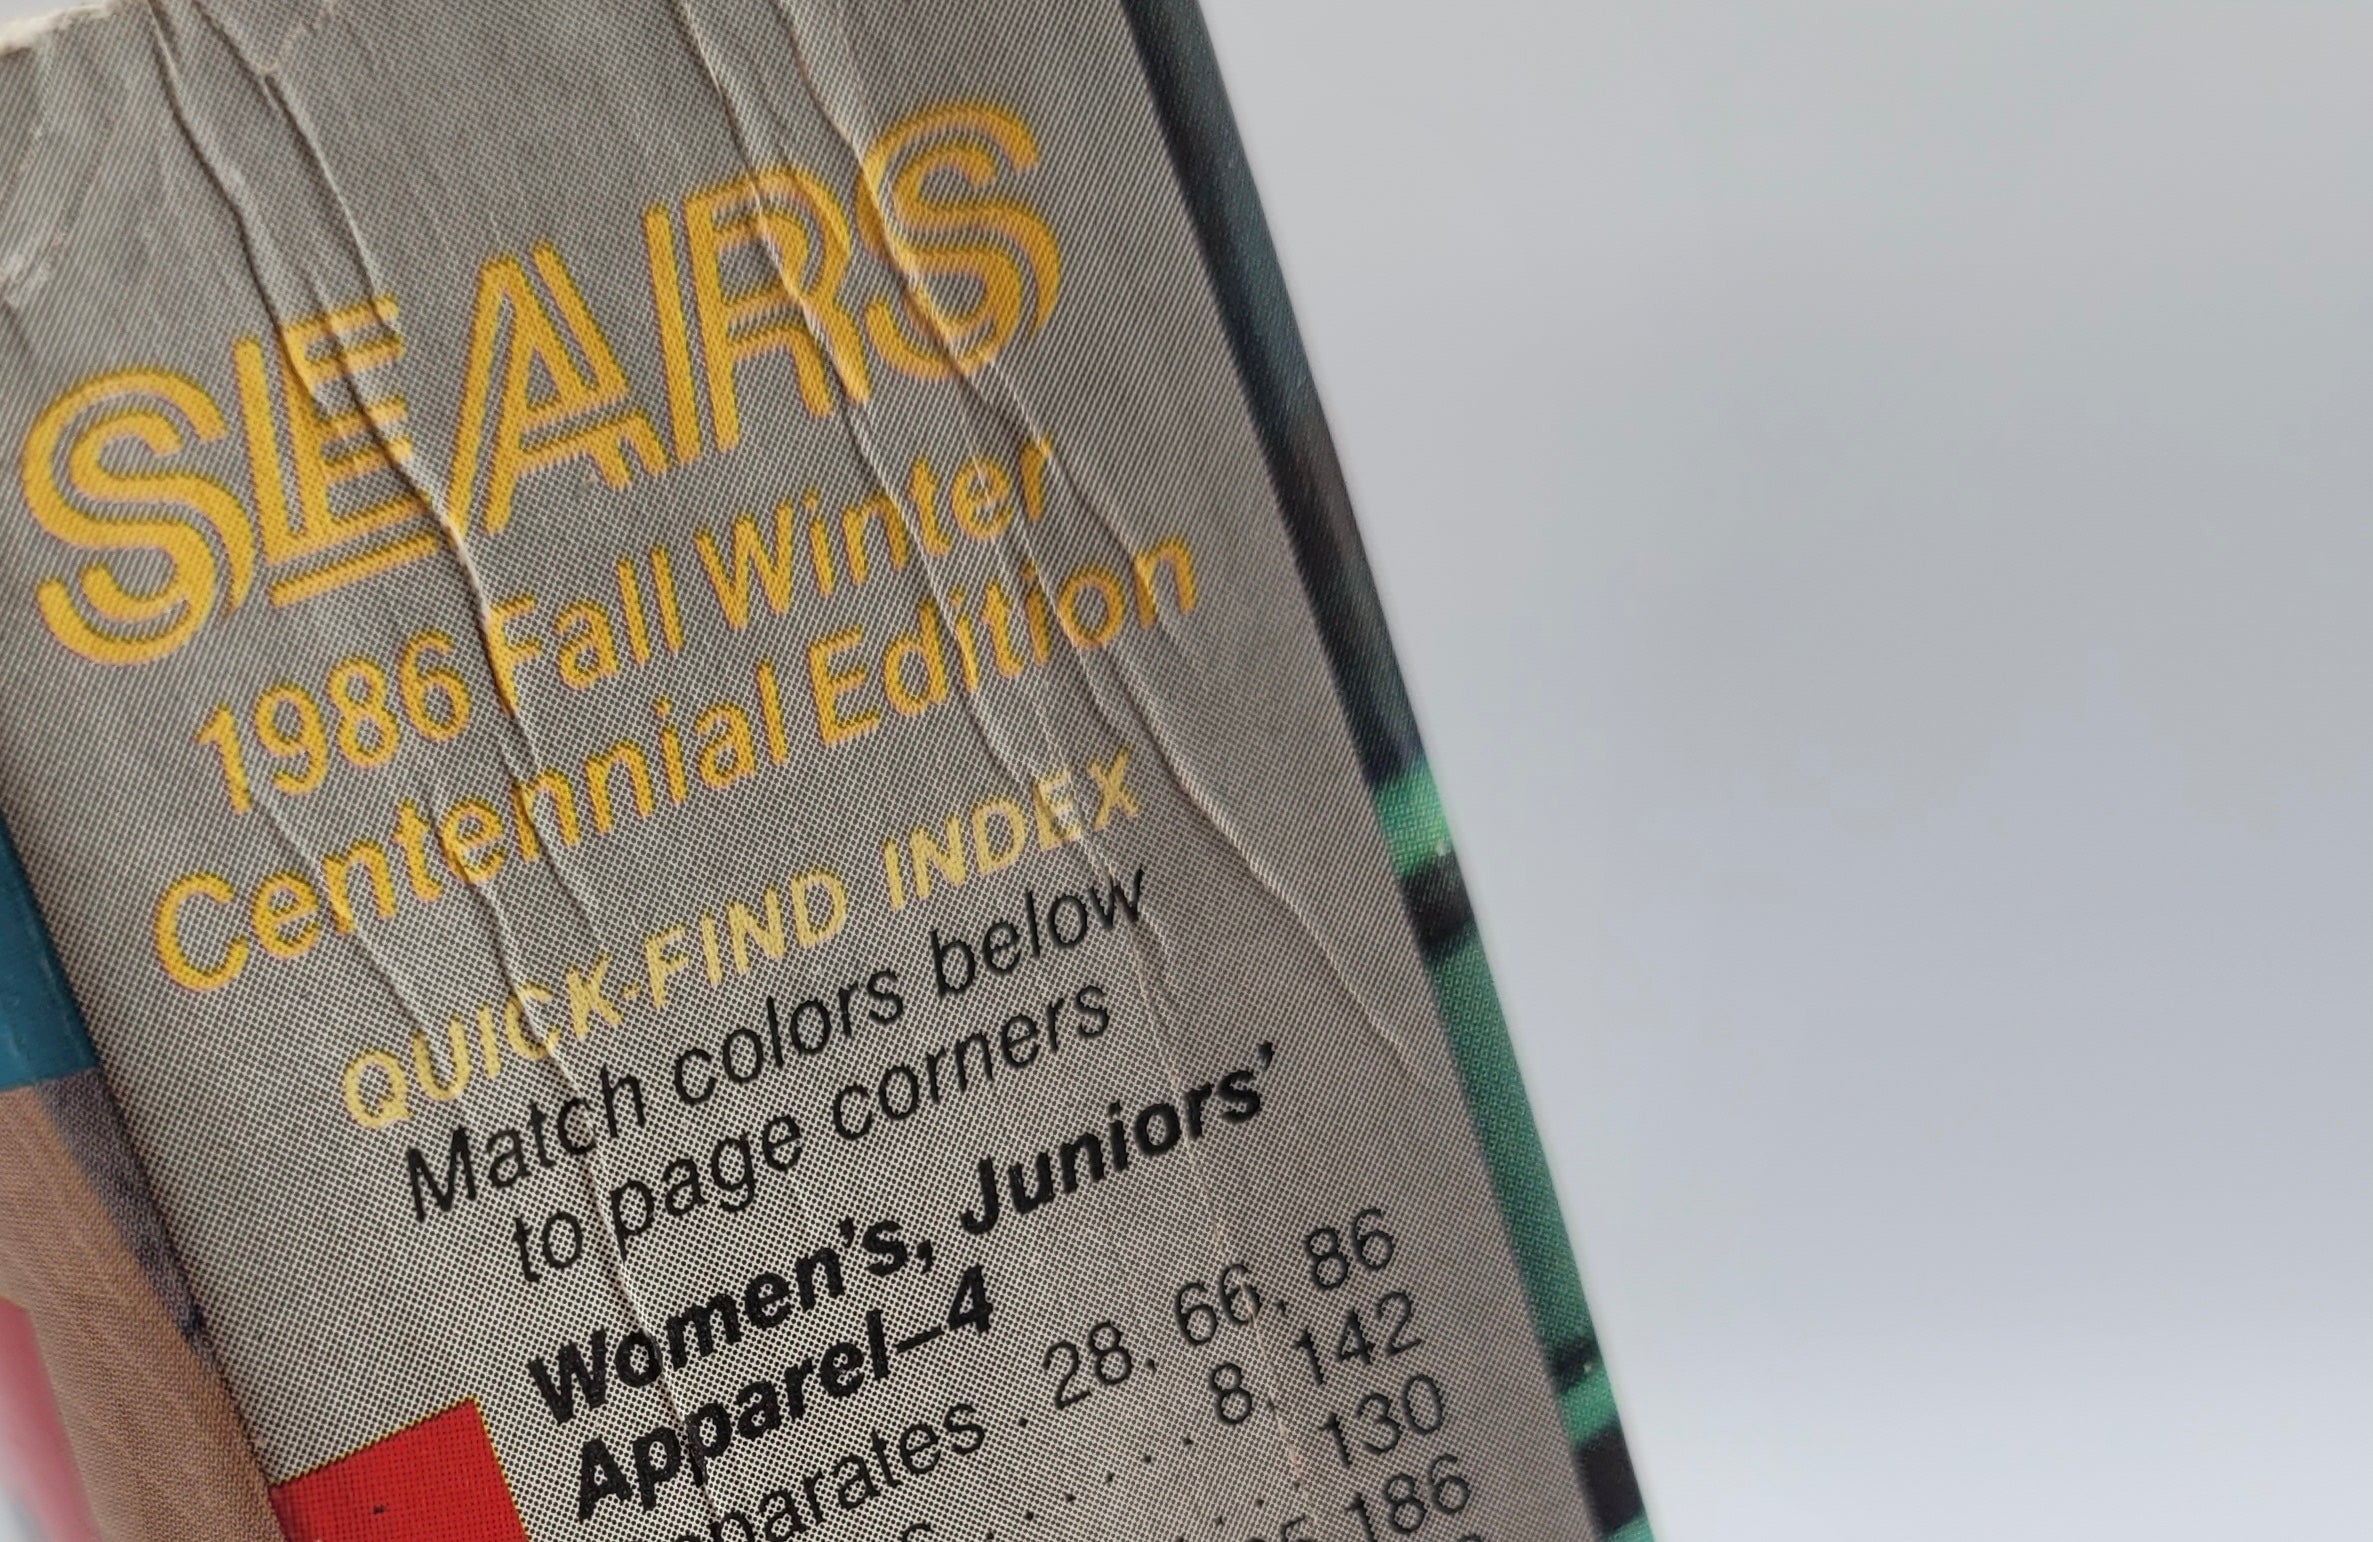 SEARS
1986 Fall Winter
Centennial Edition
QUICK-FIND INDEX
Match colors below
to page corners
Women's, Juniors'
Apparel–4
28, 66, 86
8, 142
130
186